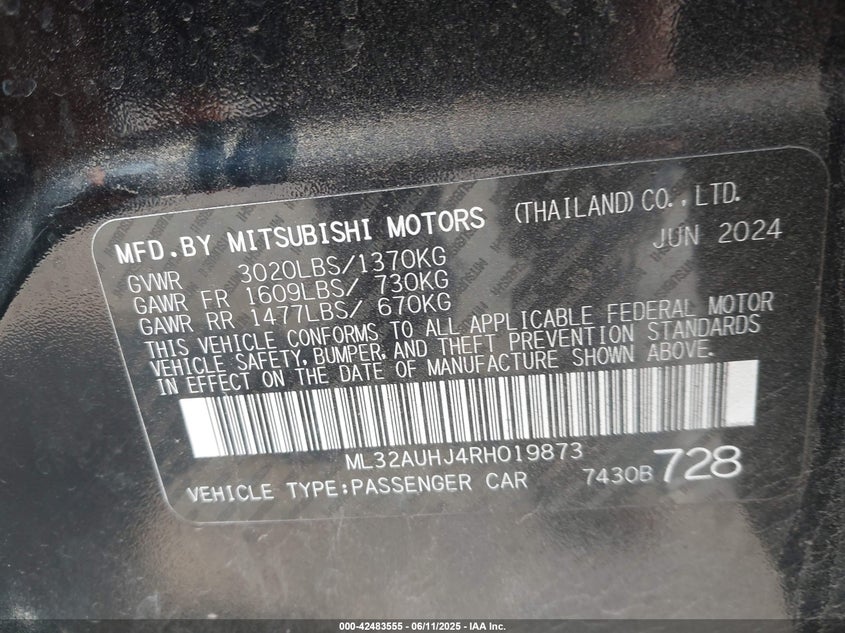 MFD.BY MITSUBISHI MOTORS (THAILAND) CO.,LTD.
JUN 2024
GVWR 3020LBS/1370KG
GAWR FR 1609LBS/ 730KG
GAWR RR 1477LBS/ 670KG
THIS VEHICLE CONFORMS TO ALL APPLICABLE FEDERAL MOTOR
VEHICLE SAFETY, BUMPER, AND THEFT PREVENTION STANDARDS
IN EFFECT ON THE DATE OF MANUFACTURE SHOWN ABOVE.
ML32AUHJ4RH019873
VEHICLE TYPE:PASSENGER CAR 7430B 728
000-42483555 - 06/11/2025 - IAA Inc.